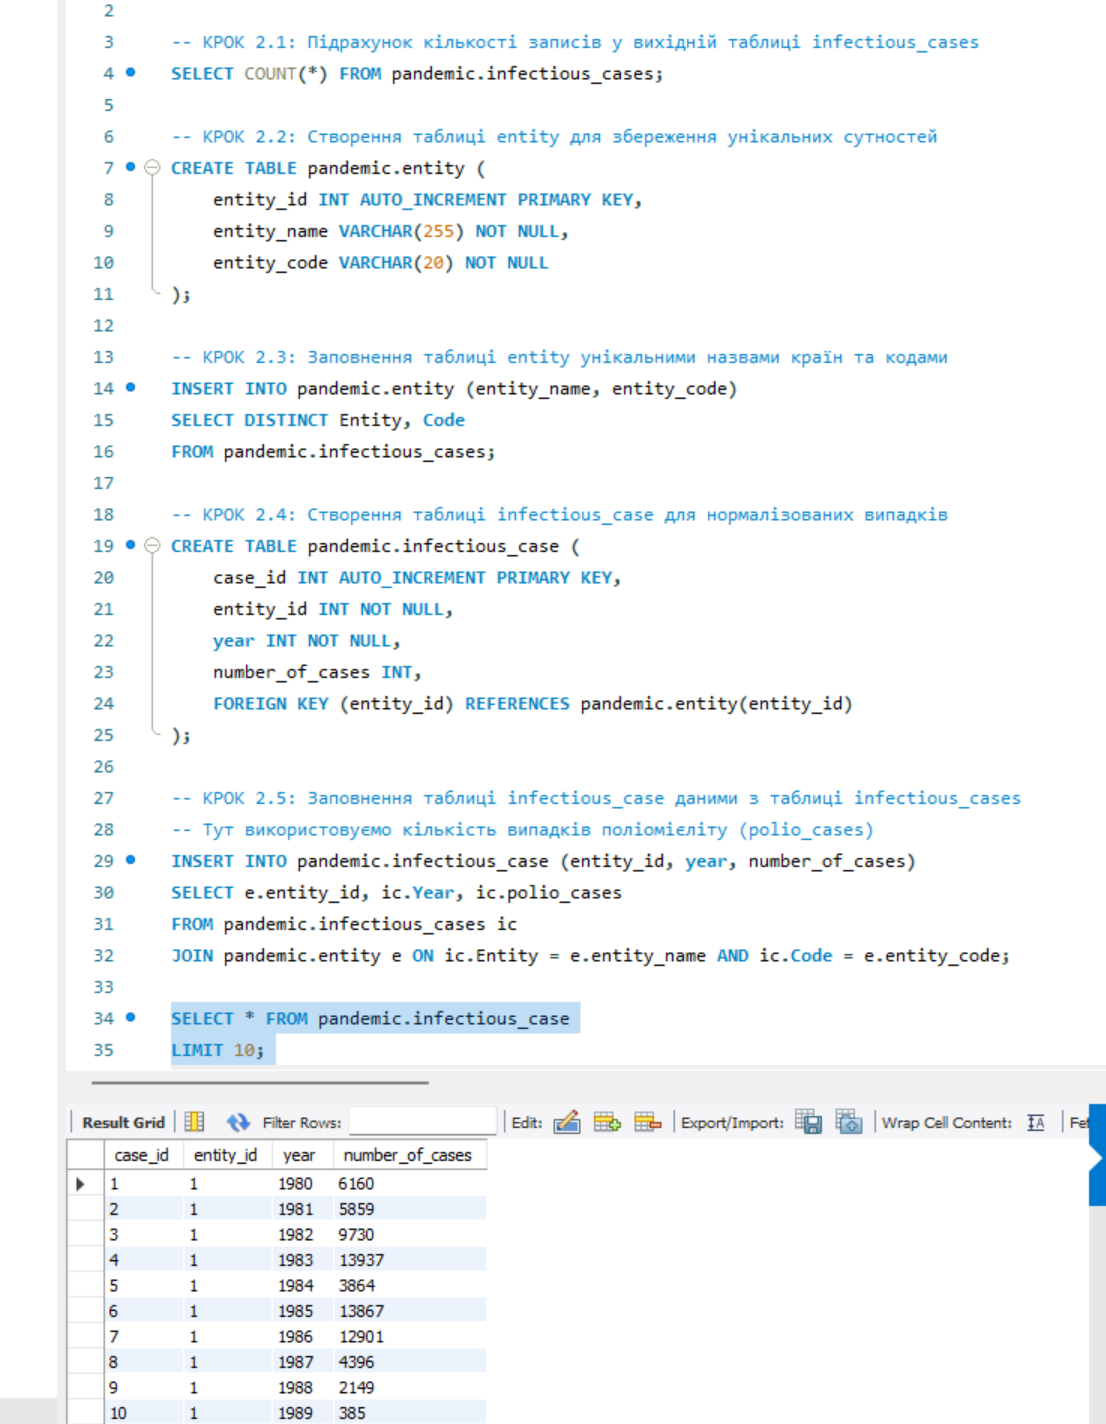 2
3 -- КРОК 2.1: Підрахунок кількості записів у вихідній таблиці infectious_cases
4 SELECT COUNT(*) FROM pandemic.infectious_cases;
5
6 -- КРОК 2.2: Створення таблиці entity для збереження унікальних сутностей
7 CREATE TABLE pandemic.entity (
8 entity_id INT AUTO_INCREMENT PRIMARY KEY,
9 entity_name VARCHAR(255) NOT NULL,
10 entity_code VARCHAR(20) NOT NULL
11 );
12
13 -- КРОК 2.3: Заповнення таблиці entity унікальними назвами країн та кодами
14 INSERT INTO pandemic.entity (entity_name, entity_code)
15 SELECT DISTINCT Entity, Code
16 FROM pandemic.infectious_cases;
17
18 -- КРОК 2.4: Створення таблиці infectious_case для нормалізованих випадків
19 CREATE TABLE pandemic.infectious_case (
20 case_id INT AUTO_INCREMENT PRIMARY KEY,
21 entity_id INT NOT NULL,
22 year INT NOT NULL,
23 number_of_cases INT,
24 FOREIGN KEY (entity_id) REFERENCES pandemic.entity(entity_id)
25 );
26
27 -- КРОК 2.5: Заповнення таблиці infectious_case даними з таблиці infectious_cases
28 -- Тут використовуємо кількість випадків поліомієліту (polio_cases)
29 INSERT INTO pandemic.infectious_case (entity_id, year, number_of_cases)
30 SELECT e.entity_id, ic.Year, ic.polio_cases
31 FROM pandemic.infectious_cases ic
32 JOIN pandemic.entity e ON ic.Entity = e.entity_name AND ic.Code = e.entity_code;
33
34 SELECT * FROM pandemic.infectious_case
35 LIMIT 10;
Result Grid Filter Rows: Edit: Export/Import: Wrap Cell Content: Fet
case_id entity_id year number_of_cases
1 1 1980 6160
2 1 1981 5859
3 1 1982 9730
4 1 1983 13937
5 1 1984 3864
6 1 1985 13867
7 1 1986 12901
8 1 1987 4396
9 1 1988 2149
10 1 1989 385